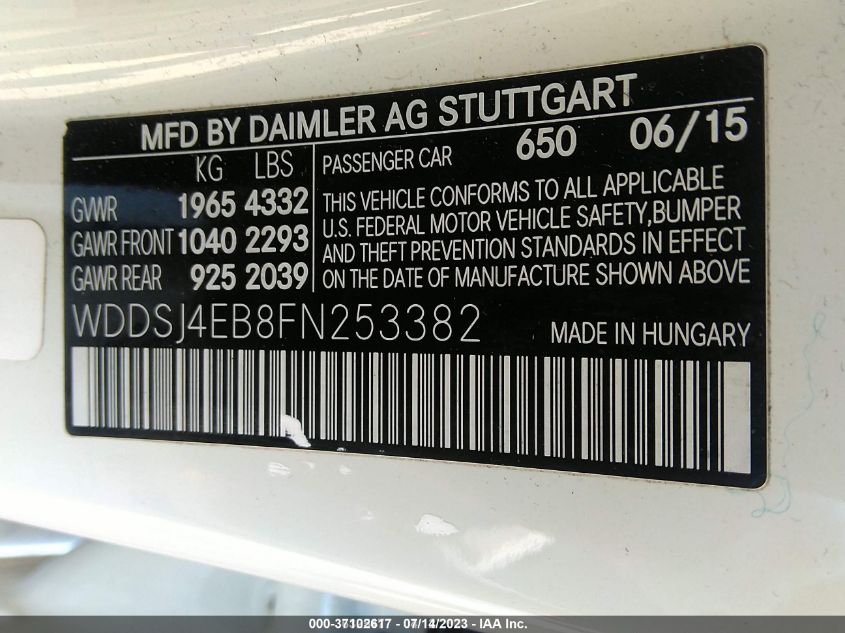 MFD BY DAIMLER AG STUTTGART
KG LBS
GVWR 1965 4332
GAWR FRONT 1040 2293
GAWR REAR 925 2039
PASSENGER CAR 650 06/15
THIS VEHICLE CONFORMS TO ALL APPLICABLE
U.S. FEDERAL MOTOR VEHICLE SAFETY,BUMPER
AND THEFT PREVENTION STANDARDS IN EFFECT
ON THE DATE OF MANUFACTURE SHOWN ABOVE
WDDSJ4EB8FN253382 MADE IN HUNGARY
000-37102617 - 07/14/2023 - IAA Inc.